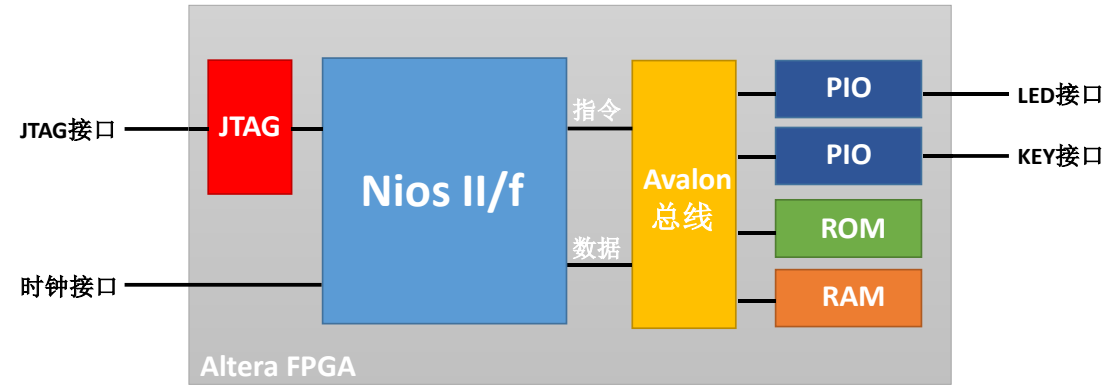 JTAG接口
JTAG
Nios II/f
指令
数据
Avalon
总线
PIO
LED接口
PIO
KEY接口
ROM
RAM
时钟接口
Altera FPGA